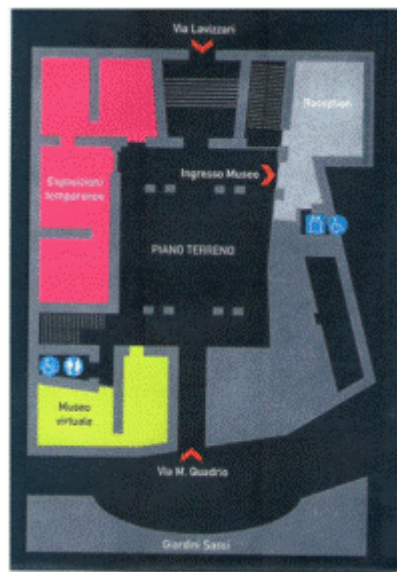 Via Lavizzari
Reception
Ingresso Museo
Esposizioni
temporanee
PIANO TERRENO
Museo
virtuale
Via M. Quadrio
Giardini Sassi